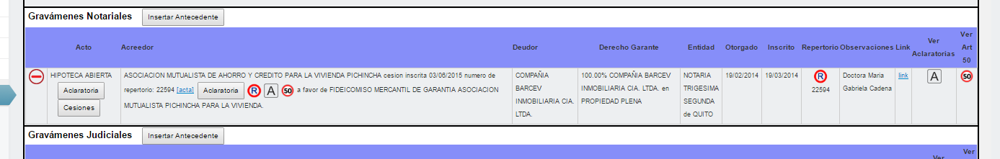 Gravámenes Notariales Insertar Antecedente
Acto Acreedor Deudor Derecho Garante Entidad Otorgado Inscrito Repertorio Observaciones Link Ver Aclaratorias Ver Art 50
HIPOTECA ABIERTA
Aclaratoria
Cesiones
ASOCIACION MUTUALISTA DE AHORRO Y CREDITO PARA LA VIVIENDA PICHINCHA cesion inscrita 03/06/2015 numero de
repertorio: 22594 [acta] Aclaratoria R A 50 a favor de FIDEICOMISO MERCANTIL DE GARANTIA ASOCIACION
MUTUALISTA PICHINCHA PARA LA VIVIENDA.
COMPAÑIA
BARCEV
INMOBILIARIA CIA.
LTDA.
100.00% COMPAÑIA BARCEV
INMOBILIARIA CIA. LTDA. en
PROPIEDAD PLENA
NOTARIA
TRIGESIMA
SEGUNDA
de QUITO
19/02/2014
19/03/2014
R
22594
Doctora Maria
Gabriela Cadena
link
A
50
Gravámenes Judiciales Insertar Antecedente
Ver
Ver